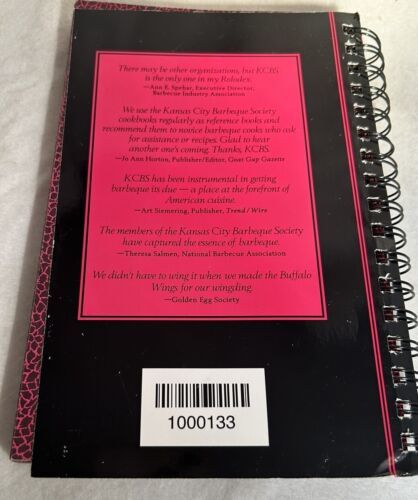 There may be other organizations, but KCBS
is the only one in my Rolodex.
—Ann E. Spehar, Executive Director,
Barbecue Industry Association
We use the Kansas City Barbeque Society
cookbooks regularly as reference books and
recommend them to novice barbeque cooks who ask
for assistance or recipes. Glad to hear
another one's coming. Thanks, KCBS.
—Jo Ann Horton, Publisher/Editor, Goat Gap Gazette
KCBS has been instrumental in getting
barbeque its due — a place at the forefront of
American cuisine.
—Art Siemering, Publisher, Trend/Wire
The members of the Kansas City Barbeque Society
have captured the essence of barbeque.
—Theresa Salmen, National Barbecue Association
We didn't have to wing it when we made the Buffalo
Wings for our wingding.
—Golden Egg Society
1000133